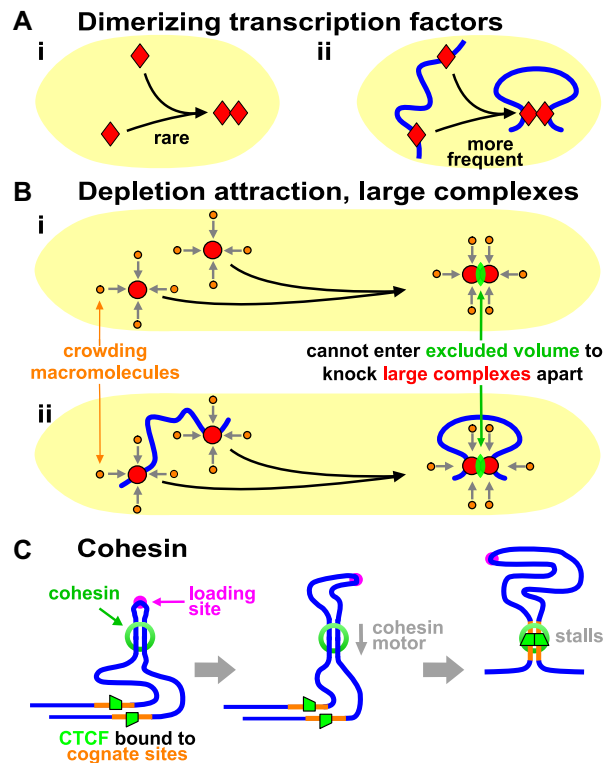 A Dimerizing transcription factors
i
ii
rare
more
frequent
B Depletion attraction, large complexes
i
crowding
macromolecules
cannot enter excluded volume to
knock large complexes apart
ii
C Cohesin
cohesin
loading
site
cohesin
motor
stalls
CTCF bound to
cognate sites